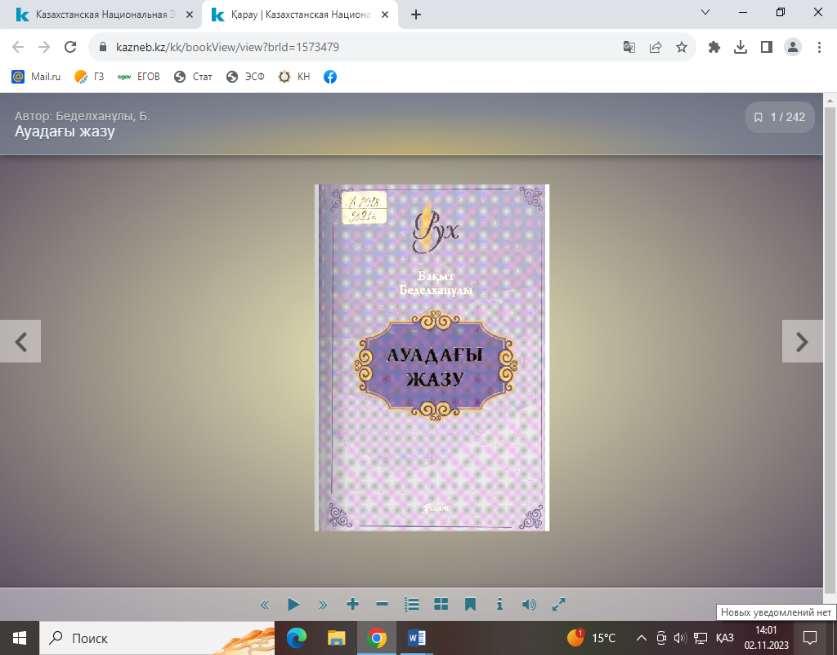 Казахстанская Национальная Э
Қарау | Казахстанская Национа
kazneb.kz/kk/bookView/view?brId=1573479
Mail.ru
ГЗ
ЕГОВ
Стат
ЭСФ
КН
Автор: Беделханұлы, Б.
Ауадағы жазу
1 / 242
Рух
Бақыт
Беделханұлы
АУАДАҒЫ
ЖАЗУ
Новых уведомлений нет
Поиск
15°C
ҚАЗ
14:01
02.11.2023